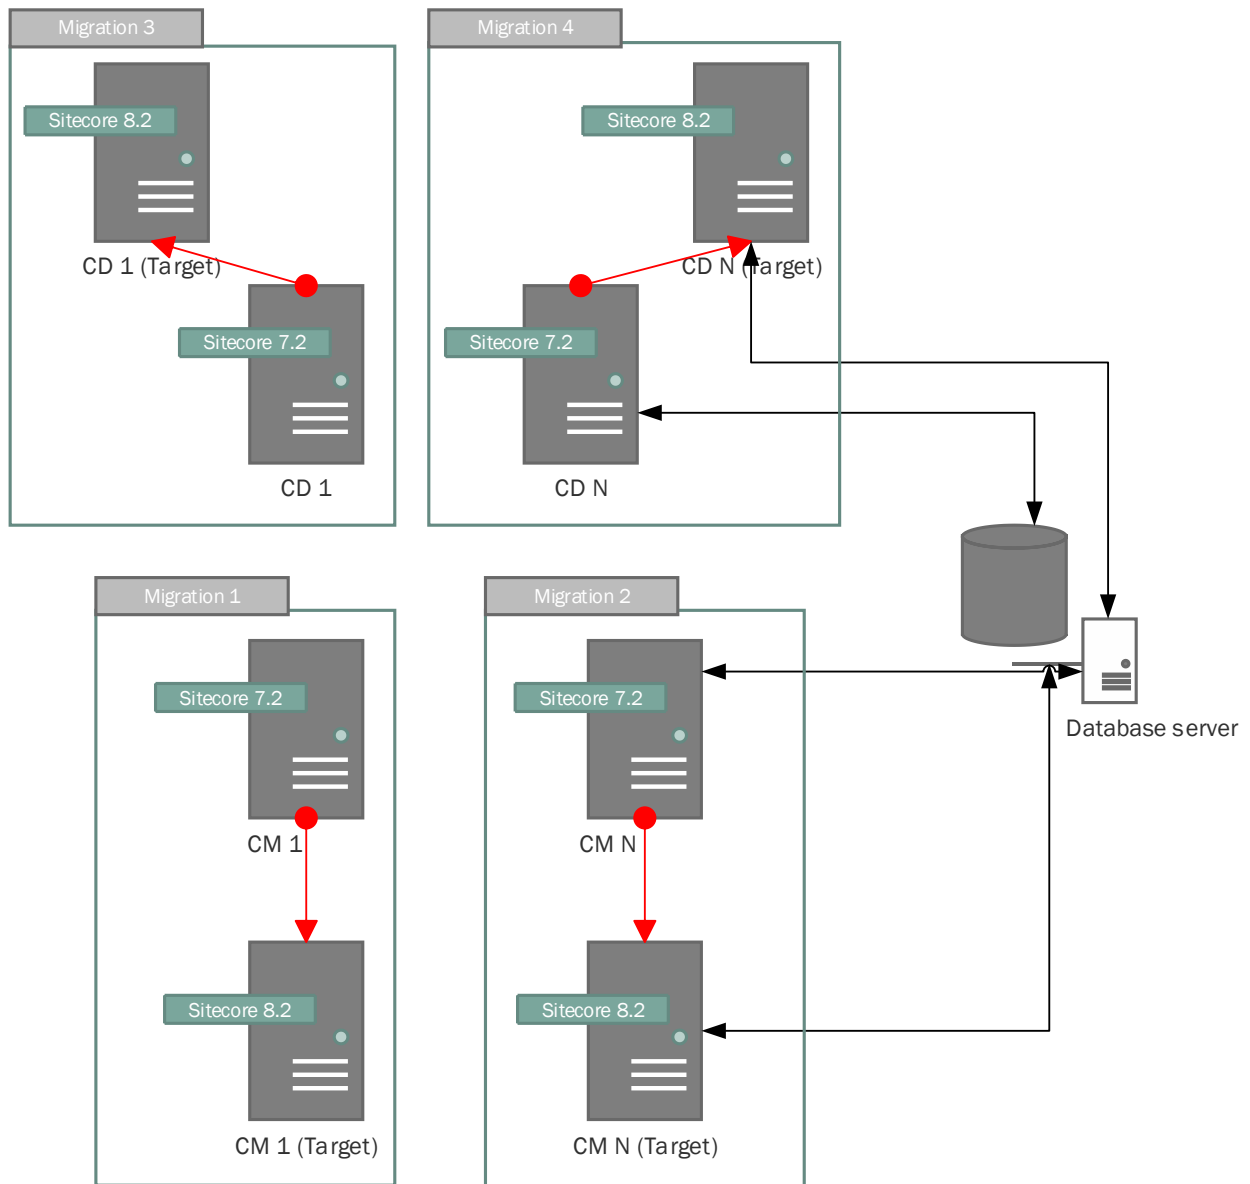 Migration 3
Sitecore 8.2
CD 1 (Target)
Sitecore 7.2
CD 1
Migration 4
Sitecore 8.2
CD N (Target)
Sitecore 7.2
CD N
Migration 1
Sitecore 7.2
CM 1
Sitecore 8.2
CM 1 (Target)
Migration 2
Sitecore 7.2
CM N
Sitecore 8.2
CM N (Target)
Database server